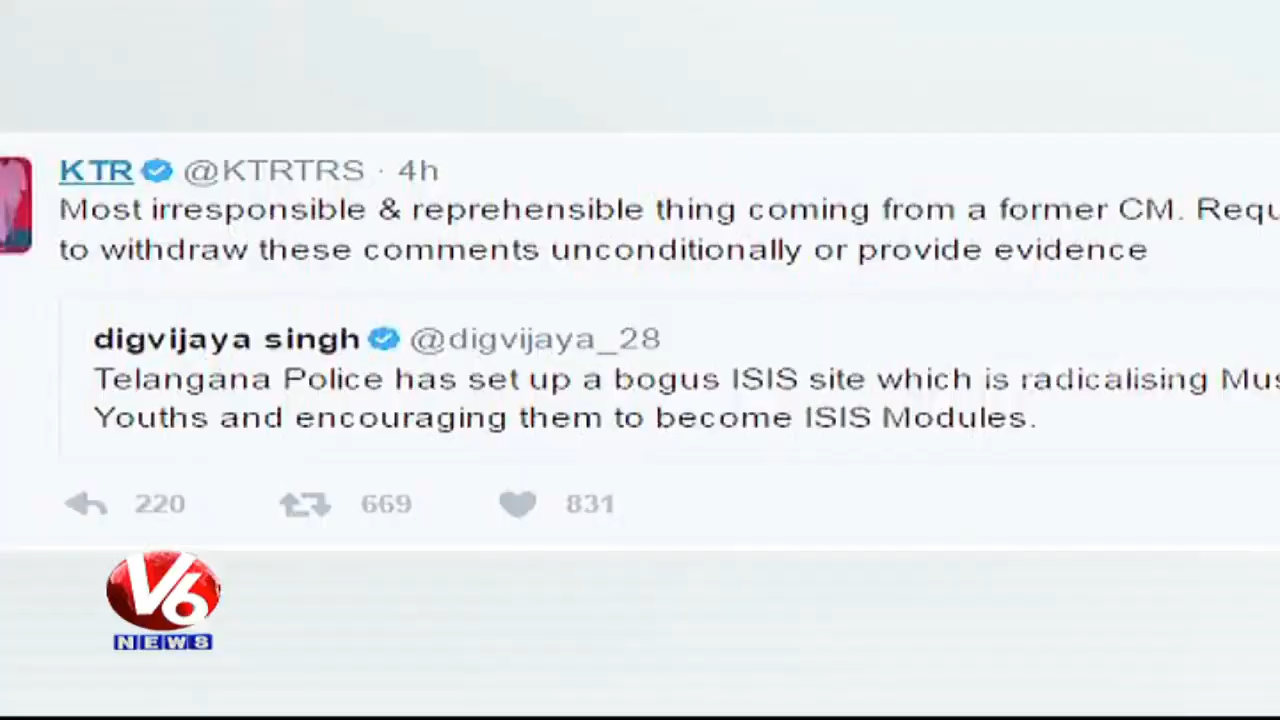 KTR @KTRTRS · 4h
Most irresponsible & reprehensible thing coming from a former CM. Requ
to withdraw these comments unconditionally or provide evidence
digvijaya singh @digvijaya_28
Telangana Police has set up a bogus ISIS site which is radicalising Mus
Youths and encouraging them to become ISIS Modules.
220 669 831
V6
NEWS